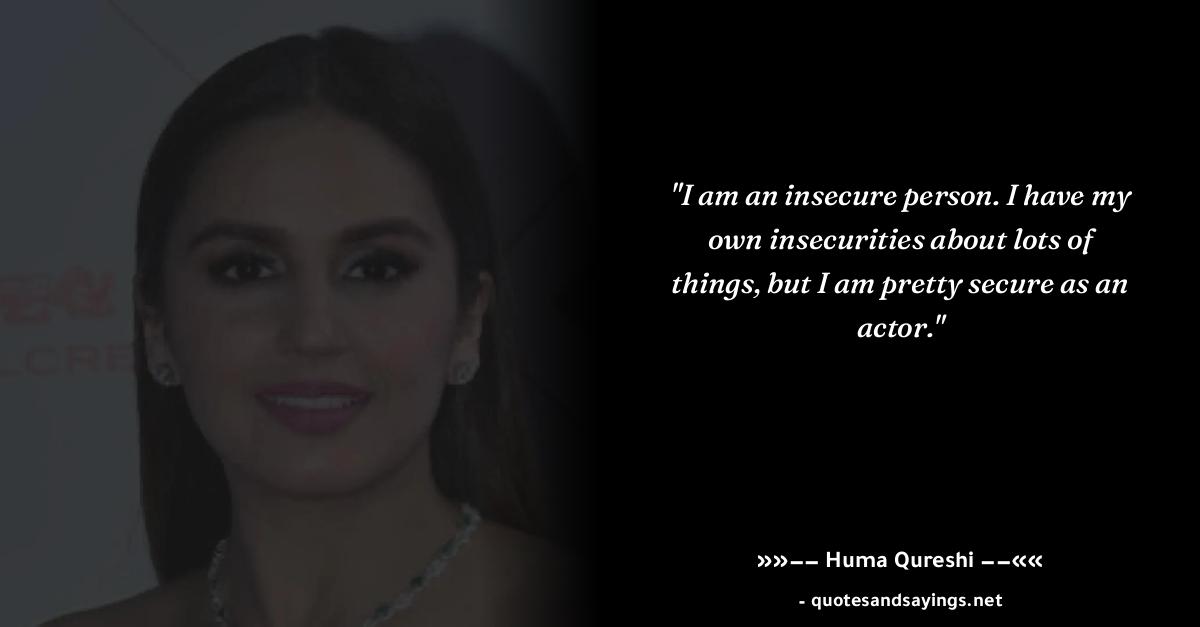 "I am an insecure person. I have my
own insecurities about lots of
things, but I am pretty secure as an
actor."
»»–– Huma Qureshi ––««
- quotesandsayings.net
LCRE